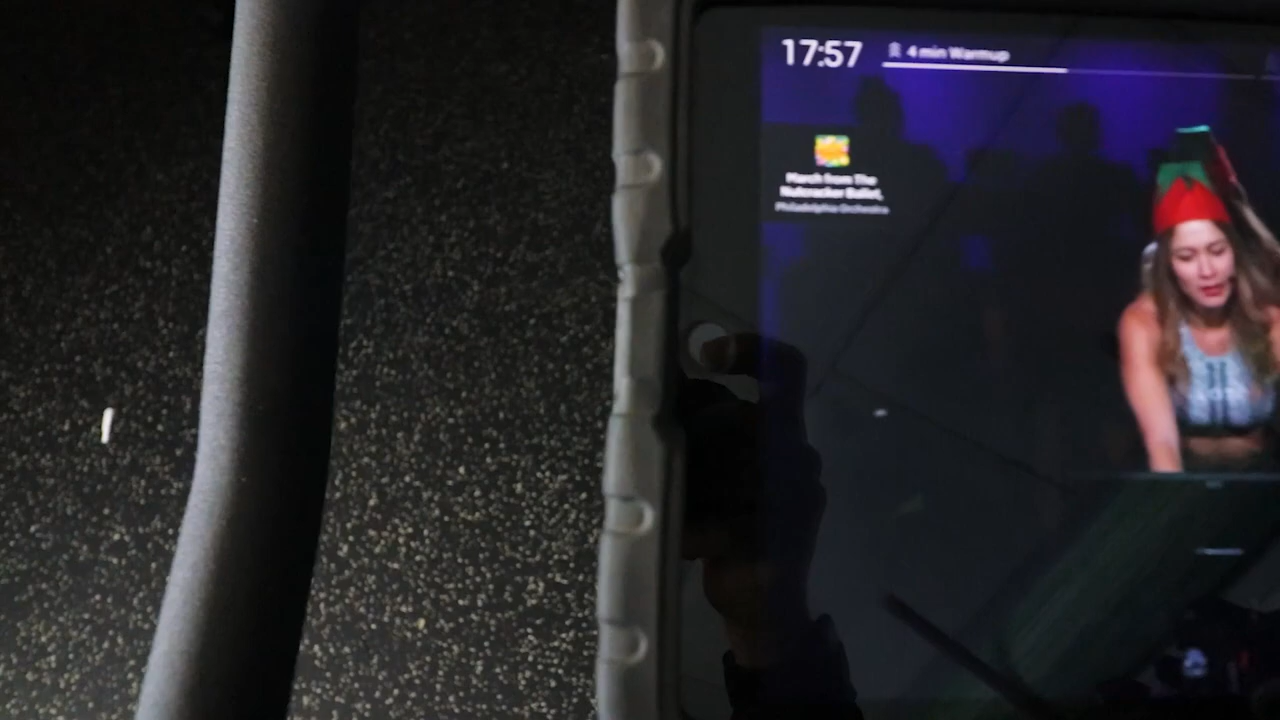 17:57
4 min Warmup
March from The
Nutcracker Ballet,
Philadelphia Orchestra